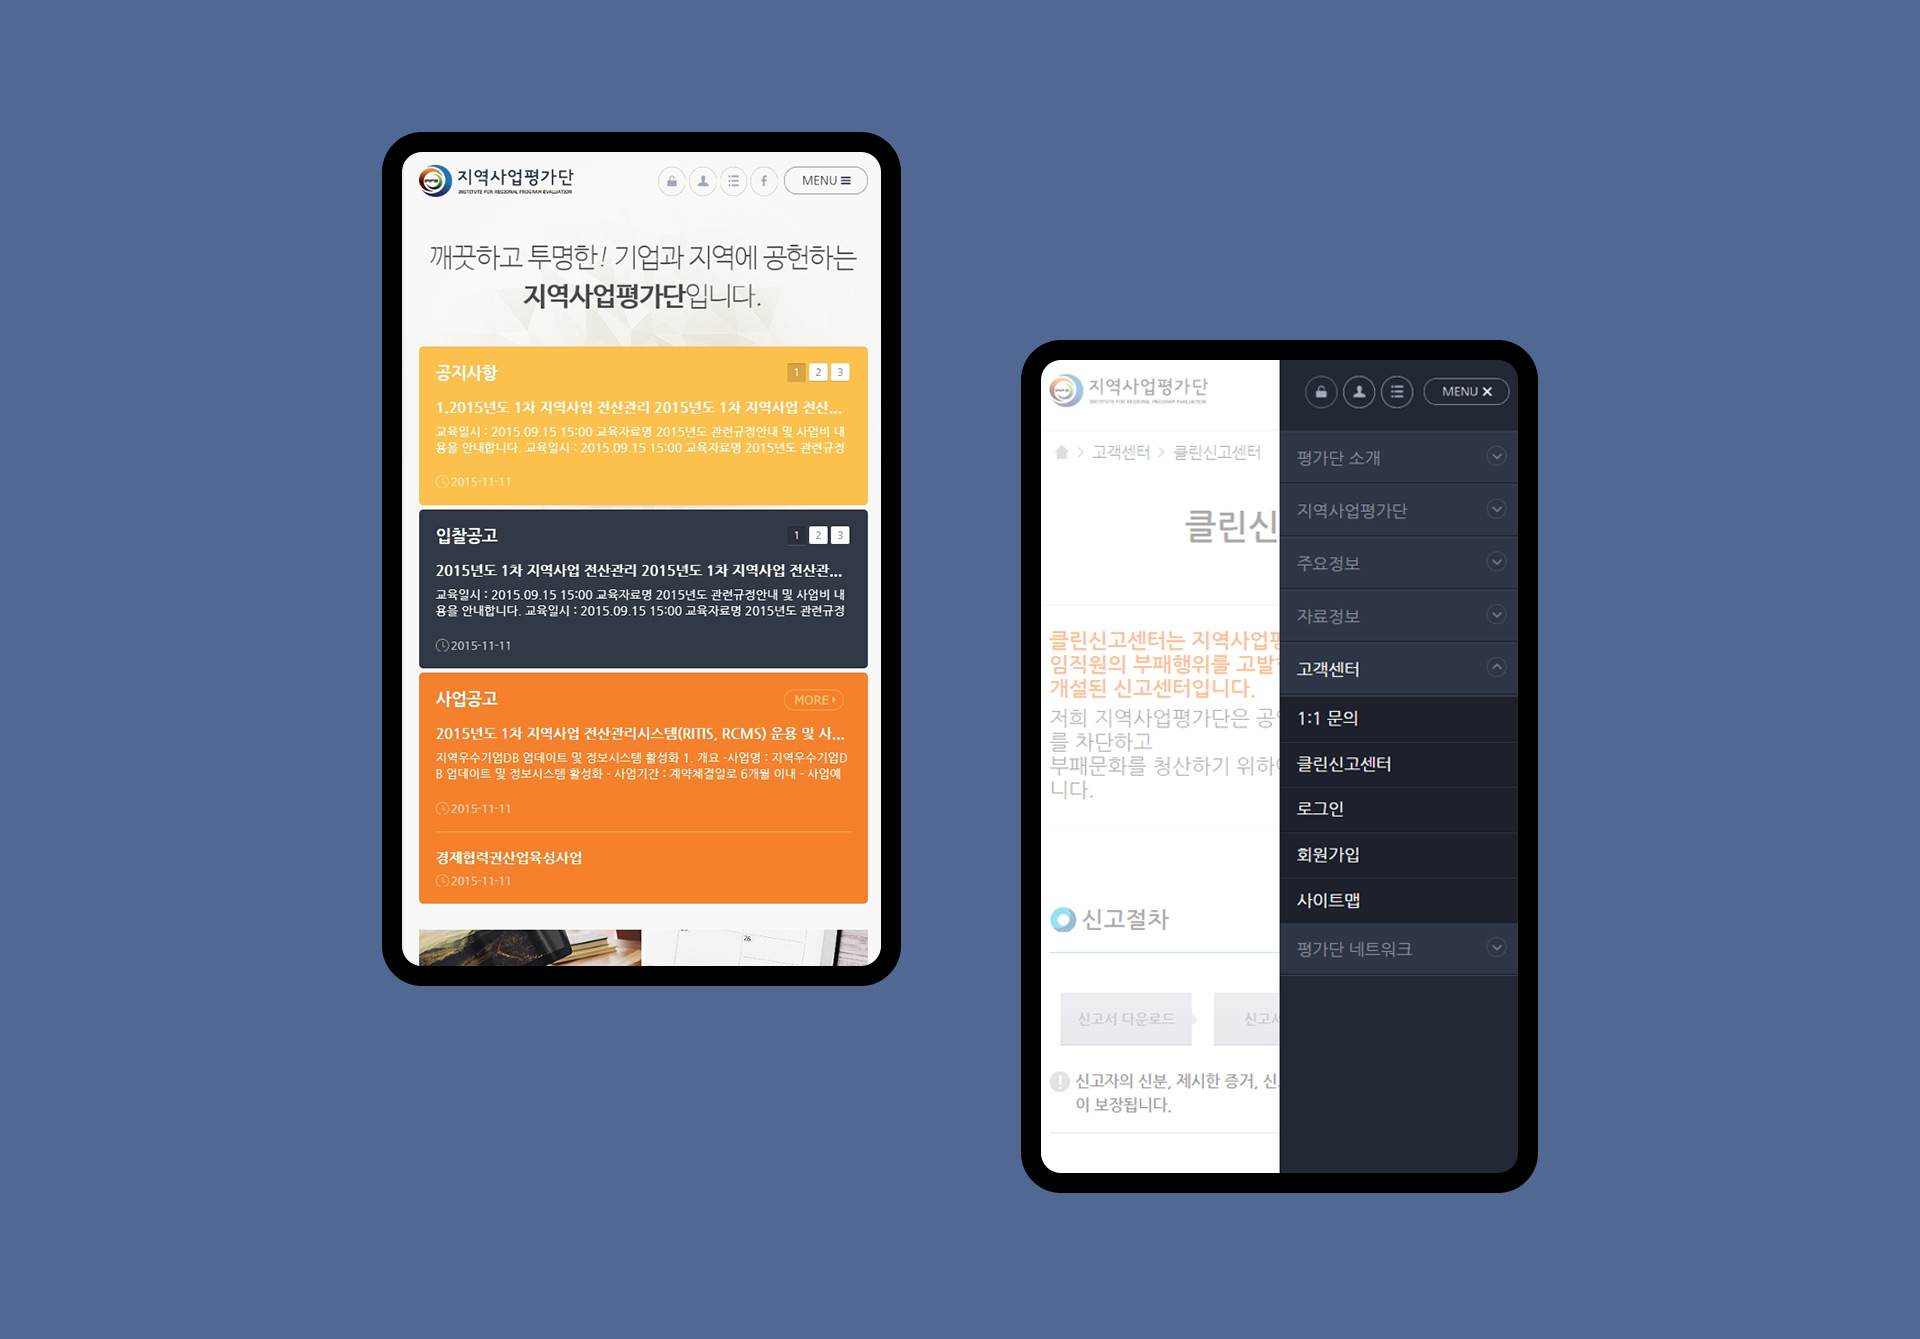 지역사업평가단
INSTITUTE FOR REGIONAL PROGRAM EVALUATION
MENU
깨끗하고 투명한! 기업과 지역에 공헌하는
지역사업평가단입니다.
공지사항
1 2 3
1.2015년도 1차 지역사업 전산관리 2015년도 1차 지역사업 전산...
교육일시 : 2015.09.15 15:00 교육자료명 2015년도 관련규정안내 및 사업비 내
용을 안내합니다. 교육일시 : 2015.09.15 15:00 교육자료명 2015년도 관련규정
2015-11-11
입찰공고
1 2 3
2015년도 1차 지역사업 전산관리 2015년도 1차 지역사업 전산관...
교육일시 : 2015.09.15 15:00 교육자료명 2015년도 관련규정안내 및 사업비 내
용을 안내합니다. 교육일시 : 2015.09.15 15:00 교육자료명 2015년도 관련규정
2015-11-11
사업공고
MORE
2015년도 1차 지역사업 전산관리시스템(RITIS, RCMS) 운용 및 사...
지역우수기업DB 업데이트 및 정보시스템 활성화 1. 개요 -사업명 : 지역우수기업D
B 업데이트 및 정보시스템 활성화 - 사업기간 : 계약체결일로 6개월 이내 - 사업예
2015-11-11
경제협력권산업육성사업
2015-11-11
26
지역사업평가단
INSTITUTE FOR REGIONAL PROGRAM EVALUATION
고객센터 > 클린신고센터
클린신
클린신고센터는 지역사업평
임직원의 부패행위를 고발
개설된 신고센터입니다.
저희 지역사업평가단은 공
를 차단하고
부패문화를 청산하기 위하
니다.
신고절차
신고서 다운로드
신고서
신고자의 신분, 제시한 증거, 신
이 보장됩니다.
MENU
평가단 소개
지역사업평가단
주요정보
자료정보
고객센터
1:1 문의
클린신고센터
로그인
회원가입
사이트맵
평가단 네트워크